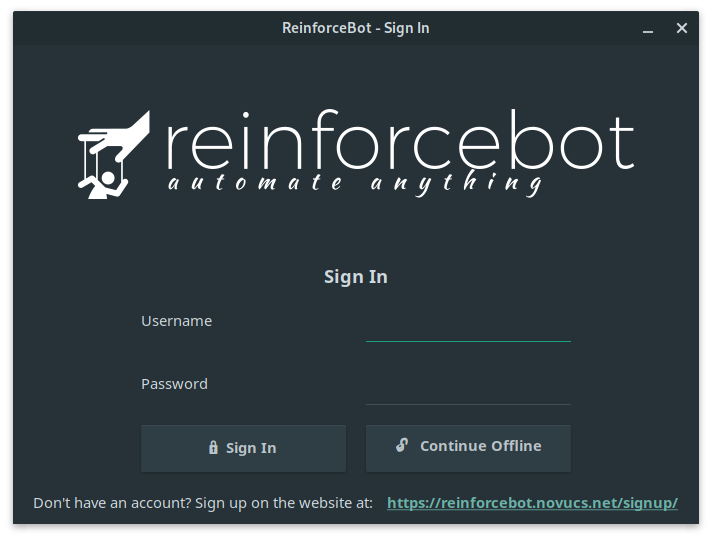 ReinforceBot - Sign In
reinforcebot
automate anything
Sign In
Username
Password
Sign In
Continue Offline
Don't have an account? Sign up on the website at: https://reinforcebot.novucs.net/signup/